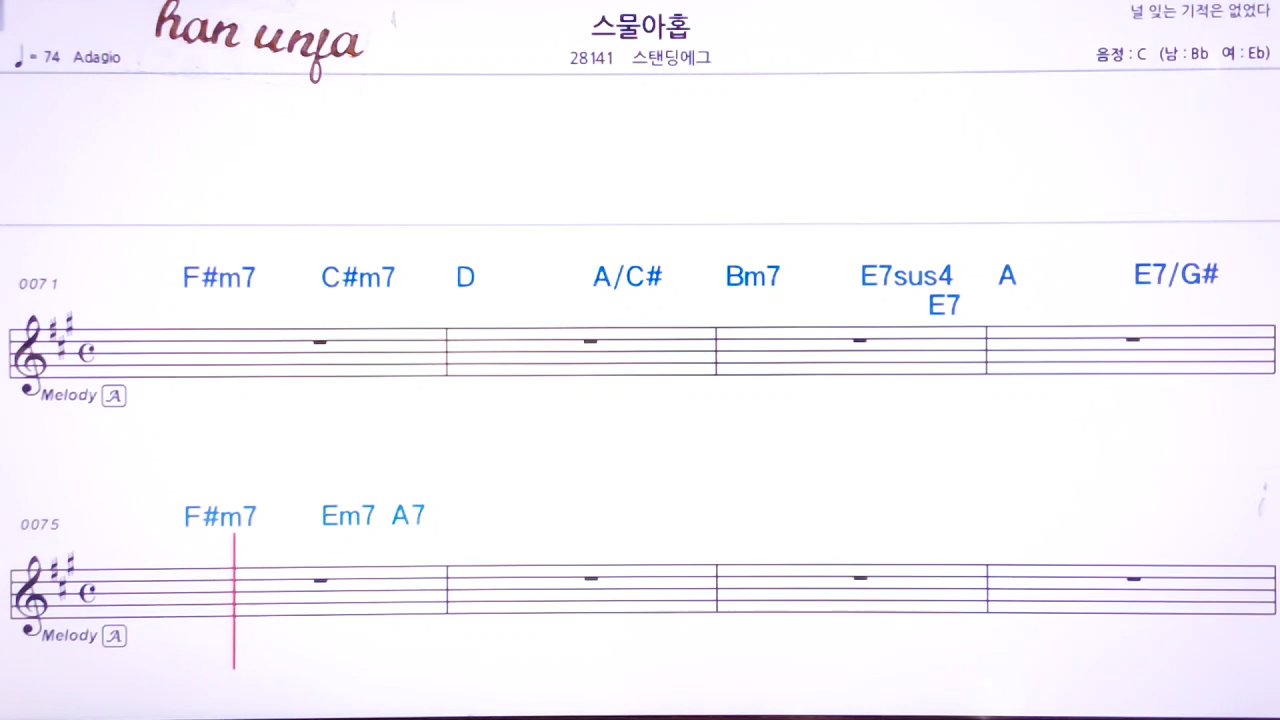 han unja
스물아홉
널 잊는 기적은 없었다
♩= 74 Adagio
28141 스탠딩에그
음정 : C (남 : Bb 여 : Eb)
0071
F#m7 C#m7 D A/C# Bm7 E7sus4 A E7/G#
E7
Melody A
0075
F#m7 Em7 A7
Melody A